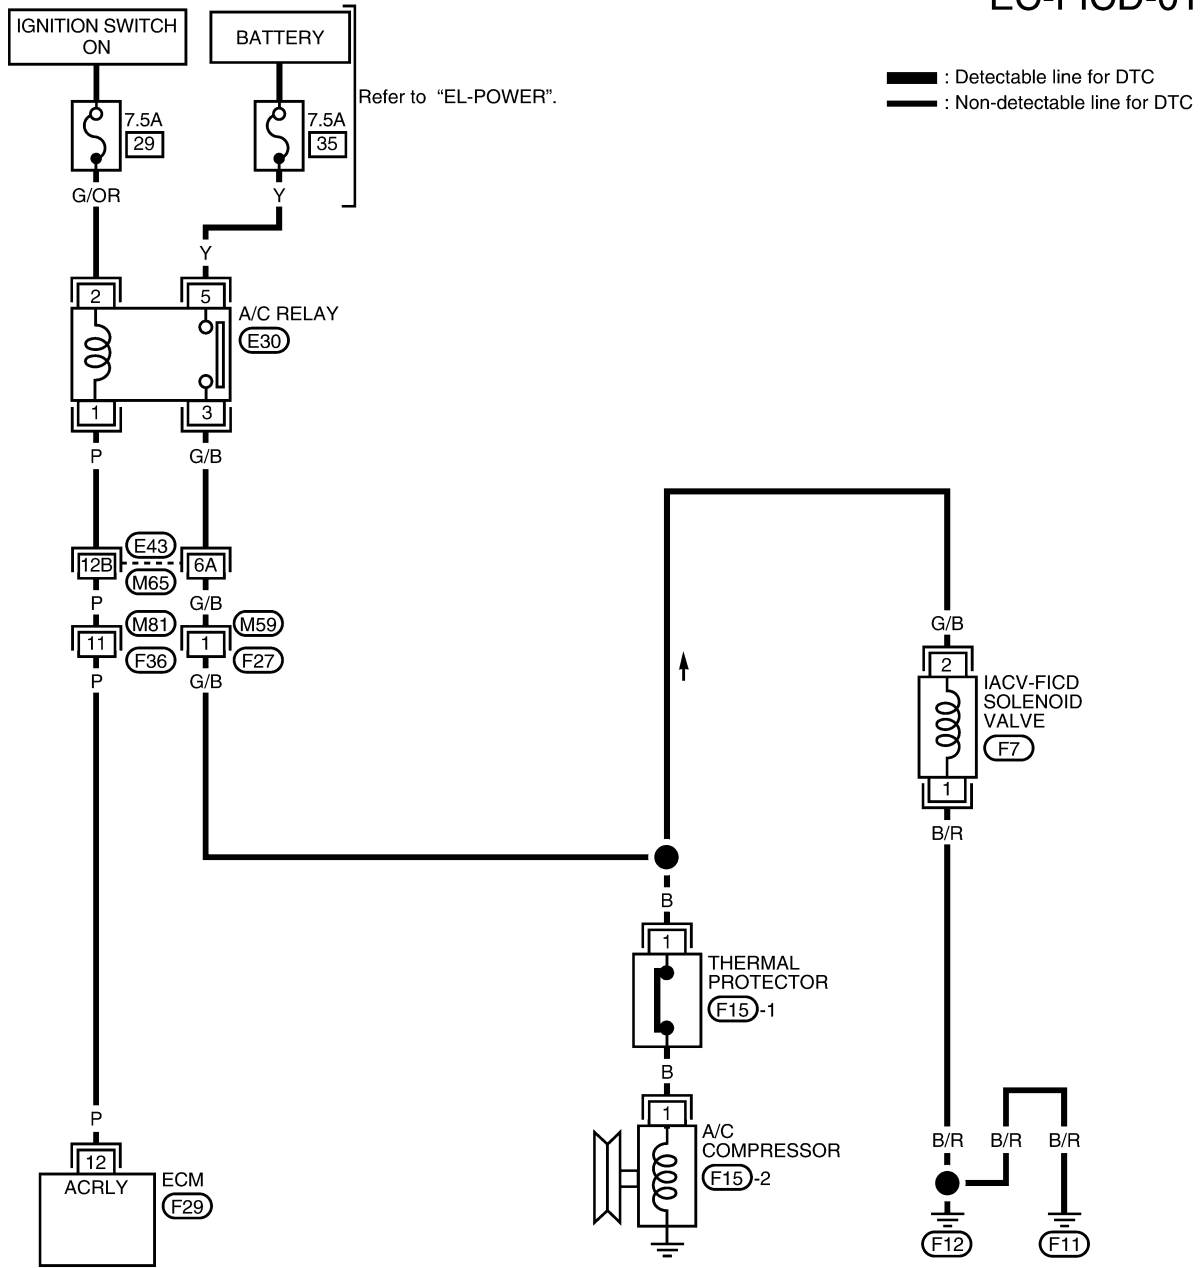 IGNITION SWITCH
ON
BATTERY
Refer to “EL-POWER”.
: Detectable line for DTC
: Non-detectable line for DTC
7.5A
29
7.5A
35
G/OR
Y
Y
2
5
A/C RELAY
E30
1
3
P
G/B
E43
12B
6A
M65
P
G/B
M81
M59
11
1
F36
F27
P
G/B
G/B
2
IACV-FICD
SOLENOID
VALVE
F7
1
B/R
B
1
THERMAL
PROTECTOR
F15 -1
B
1
A/C
COMPRESSOR
F15 -2
P
12
ACRLY
ECM
F29
B/R
B/R
B/R
F12
F11